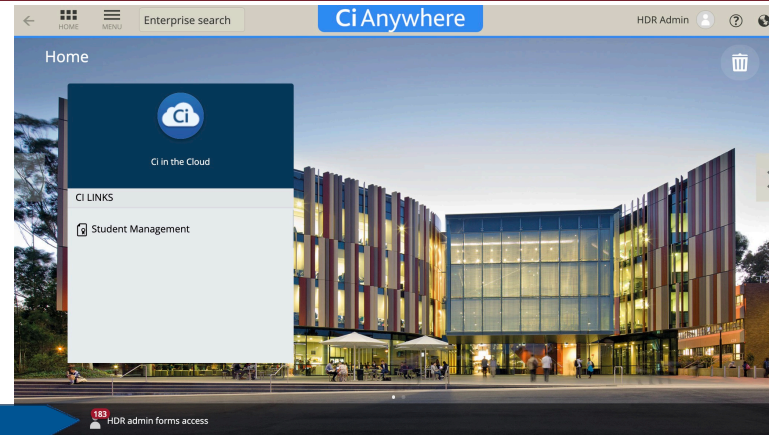 HOME
MENU
Enterprise search
Ci Anywhere
HDR Admin
?
Home
Ci
Ci in the Cloud
CI LINKS
Student Management
183
HDR admin forms access